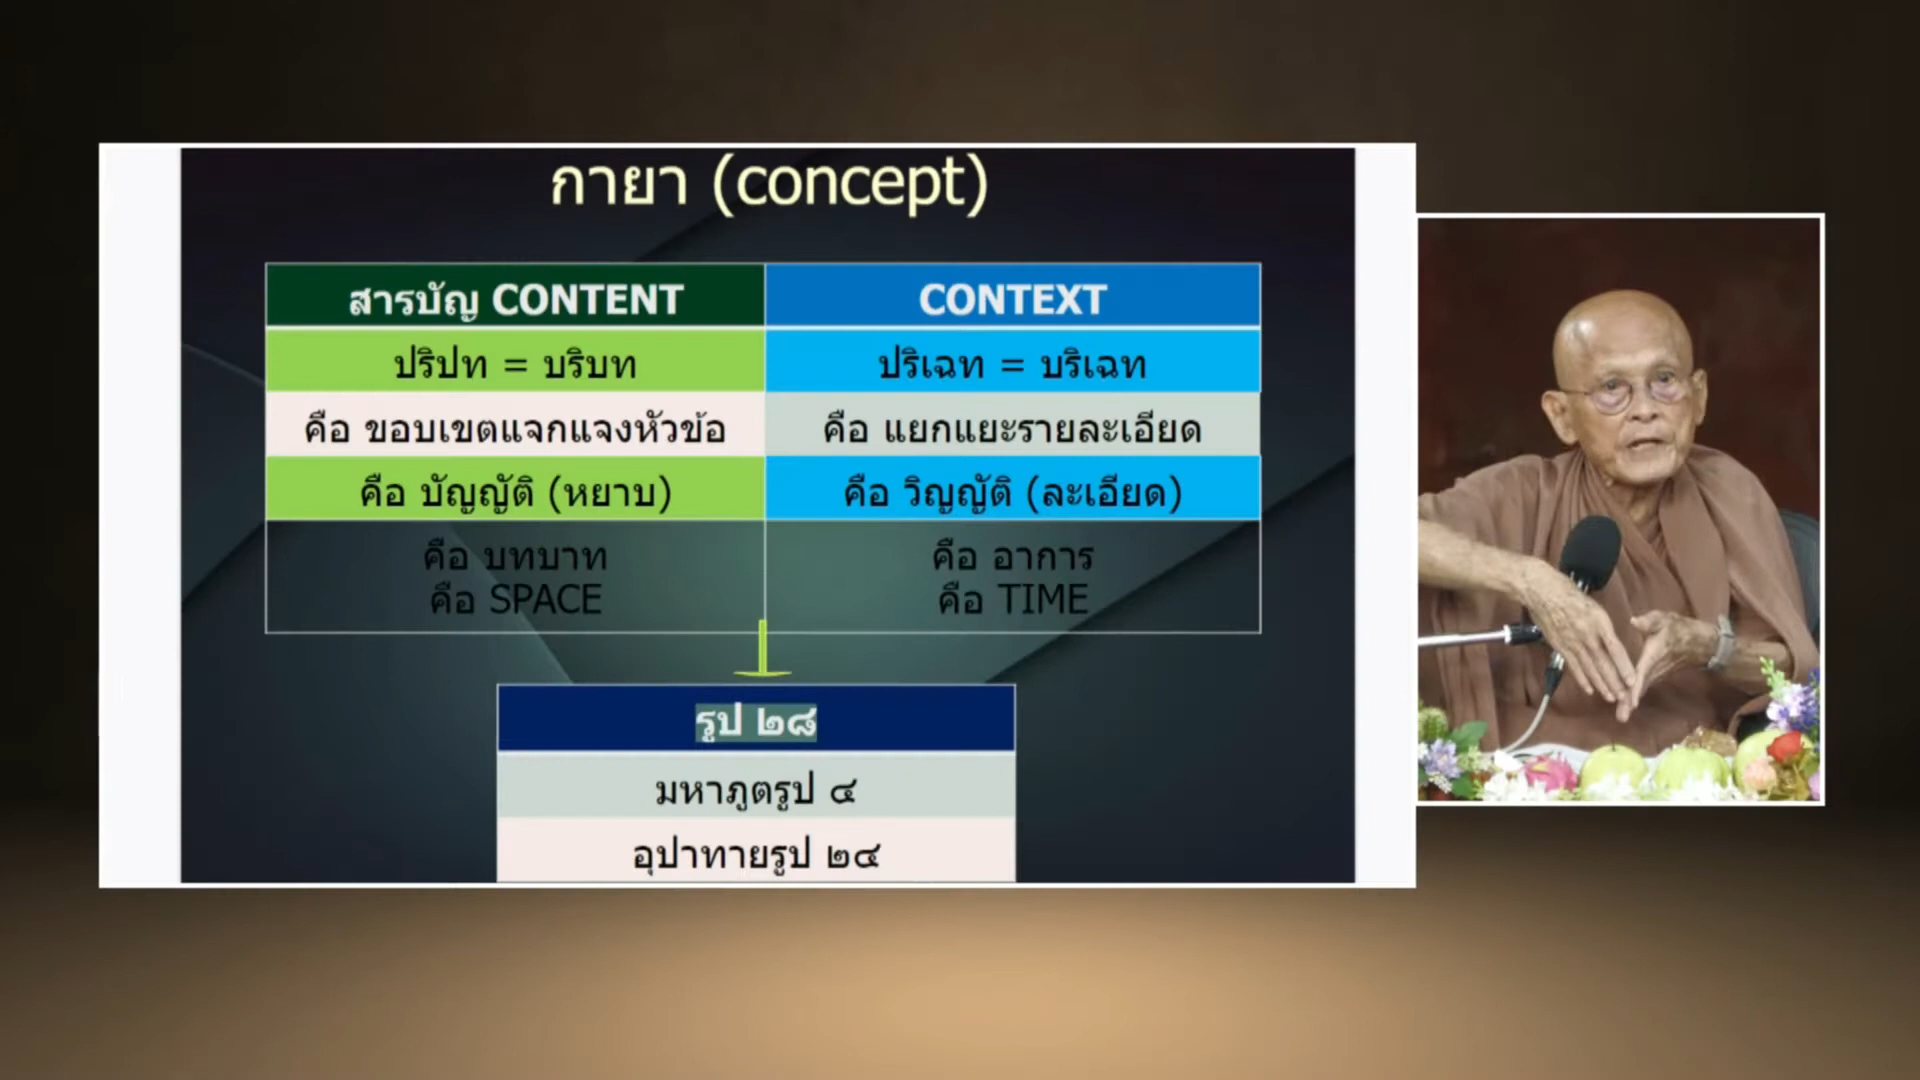 กายา (concept)
สารบัญ CONTENT
CONTEXT
ปริปท = บริบท
ปริเฉท = บริเฉท
คือ ขอบเขตแจกแจงหัวข้อ
คือ แยกแยะรายละเอียด
คือ บัญญัติ (หยาบ)
คือ วิญญัติ (ละเอียด)
คือ บทบาท
คือ SPACE
คือ อาการ
คือ TIME
รูป ๒๘
มหาภูตรูป ๔
อุปาทายรูป ๒๔